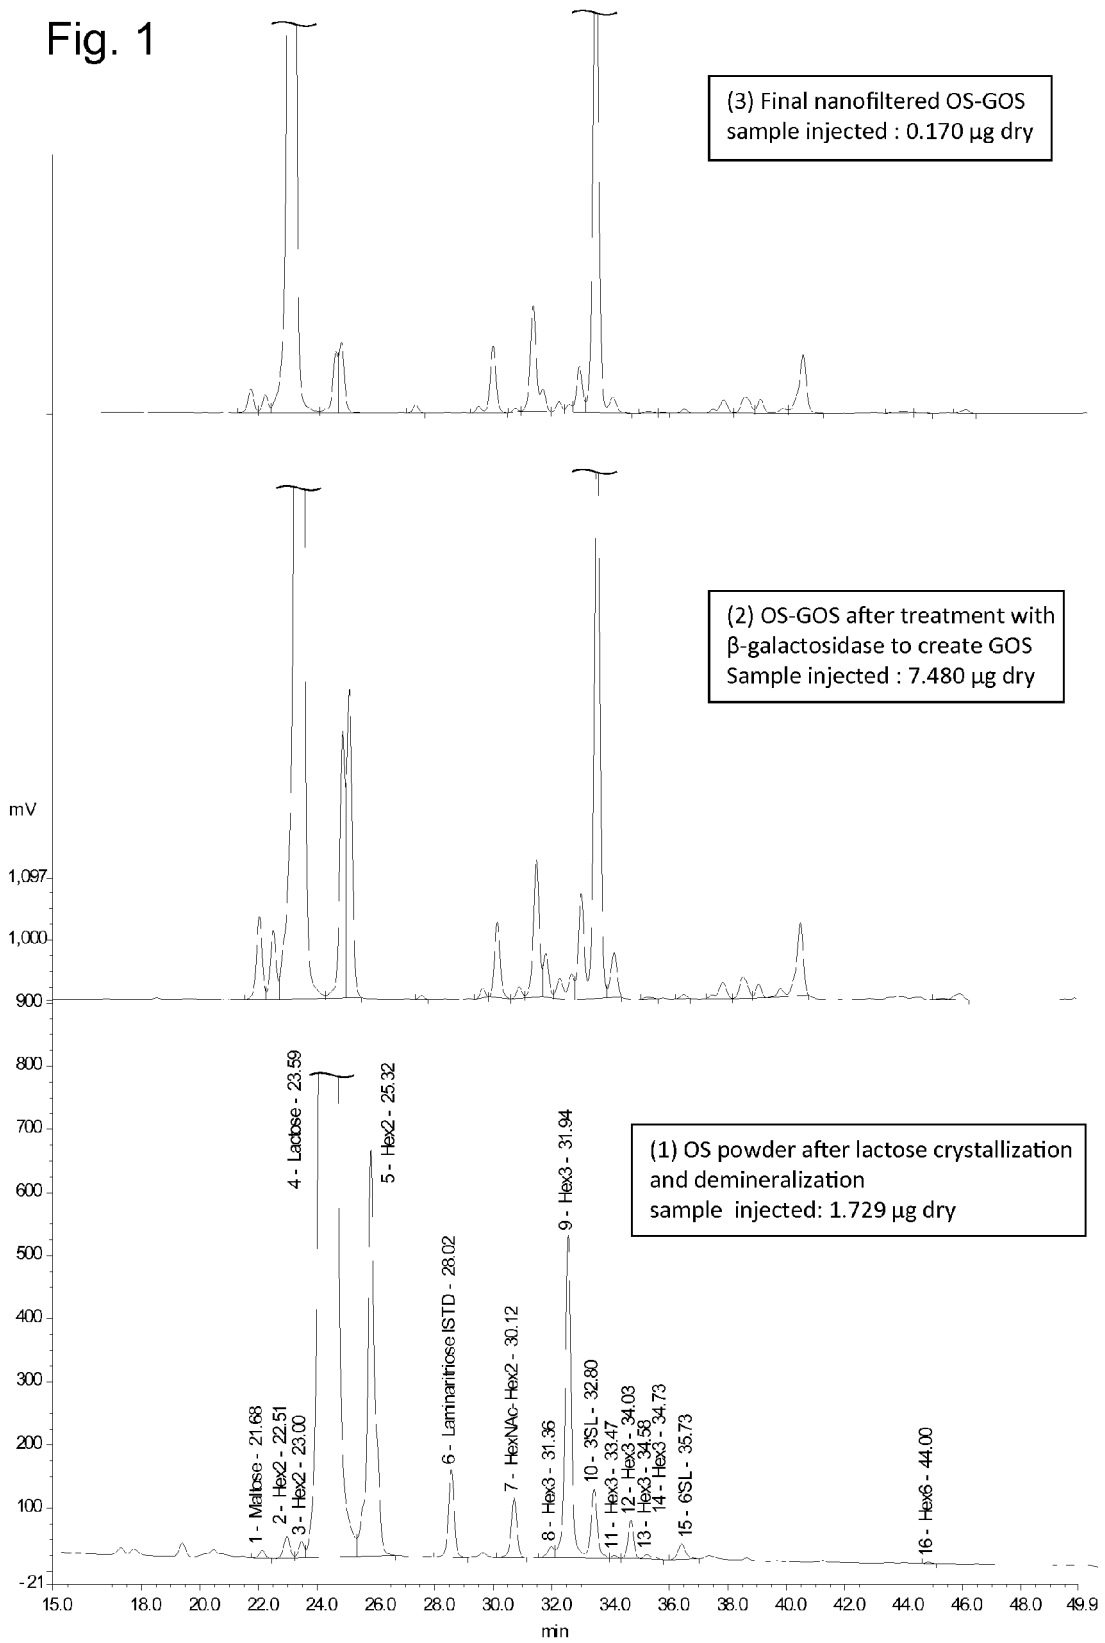 Fig. 1
(3) Final nanofiltered OS-GOS
sample injected : 0.170 µg dry
(2) OS-GOS after treatment with
β-galactosidase to create GOS
Sample injected : 7.480 µg dry
mV
1,097
1,000
900
800
700
600
500
400
300
200
100
-21
(1) OS powder after lactose crystallization
and demineralization
sample injected: 1.729 µg dry
1 - Maltose - 21.68
2 - Hex2 - 22.51
3 - Hex2 - 23.00
4 - Lactose - 23.59
5 - Hex2 - 25.32
6 - Laminaritriose ISTD - 28.02
7 - HexNAc-Hex2 - 30.12
8 - Hex3 - 31.36
9 - Hex3 - 31.94
10 - 3'SL - 32.80
11 - Hex3 - 33.47
12 - Hex3 - 34.03
13 - Hex3 - 34.58
14 - Hex3 - 34.73
15 - 6'SL - 35.73
16 - Hex6 - 44.00
15.0 18.0 20.0 22.0 24.0 26.0 28.0 30.0 32.0 34.0 36.0 38.0 40.0 42.0 44.0 46.0 48.0 49.9
min